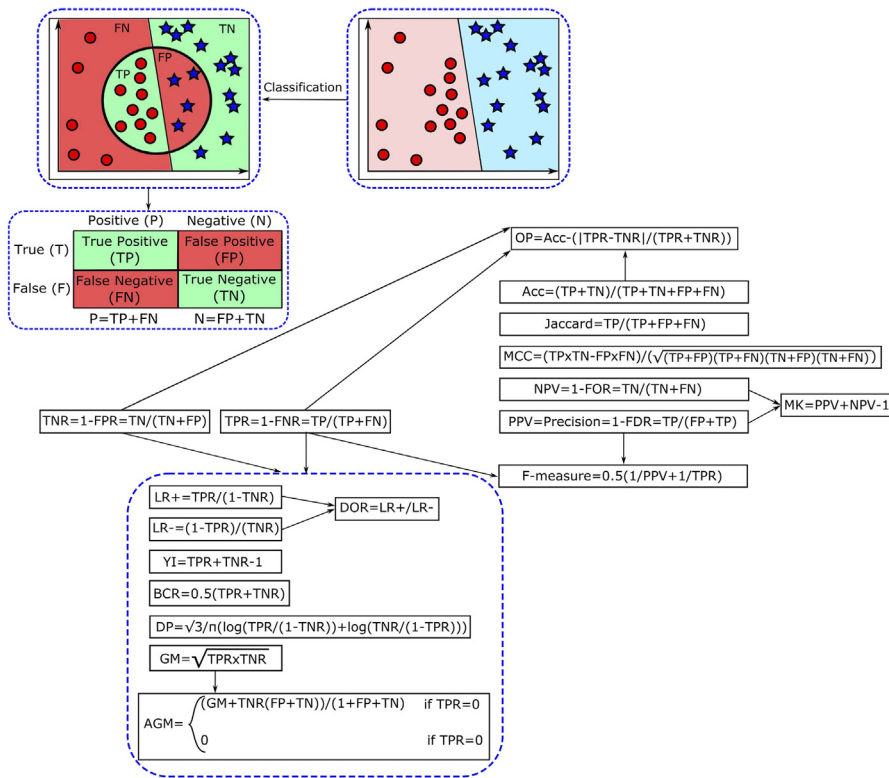 FN
TN
FP
TP
Classification
Positive (P) Negative (N)
True (T)
True Positive
(TP)
False Positive
(FP)
False (F)
False Negative
(FN)
True Negative
(TN)
P=TP+FN N=FP+TN
OP=Acc-(|TPR-TNR|/(TPR+TNR))
Acc=(TP+TN)/(TP+TN+FP+FN)
Jaccard=TP/(TP+FP+FN)
MCC=(TPxTN-FPxFN)/(√(TP+FP)(TP+FN)(TN+FP)(TN+FN))
NPV=1-FOR=TN/(TN+FN)
MK=PPV+NPV-1
TNR=1-FPR=TN/(TN+FP)
TPR=1-FNR=TP/(TP+FN)
PPV=Precision=1-FDR=TP/(FP+TP)
F-measure=0.5(1/PPV+1/TPR)
LR+=TPR/(1-TNR)
DOR=LR+/LR-
LR-=(1-TPR)/(TNR)
YI=TPR+TNR-1
BCR=0.5(TPR+TNR)
DP=√3/π(log(TPR/(1-TNR))+log(TNR/(1-TPR)))
GM=√TPRxTNR
AGM=
(GM+TNR(FP+TN))/(1+FP+TN) if TPR=0
0 if TPR=0